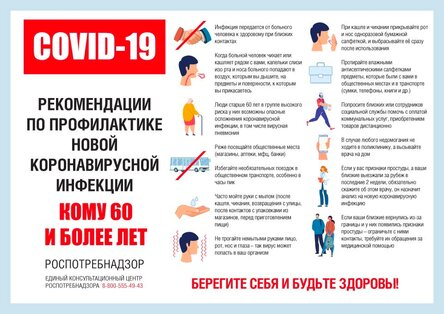 COVID-19
РЕКОМЕНДАЦИИ
ПО ПРОФИЛАКТИКЕ
НОВОЙ
КОРОНАВИРУСНОЙ
ИНФЕКЦИИ
КОМУ 60
И БОЛЕЕ ЛЕТ
РОСПОТРЕБНАДЗОР
ЕДИНЫЙ КОНСУЛЬТАЦИОННЫЙ ЦЕНТР
РОСПОТРЕБНАДЗОРА 8-800-555-49-43
Инфекция передается от больного
человека к здоровому при близких
контактах
Когда больной человек чихает или
кашляет рядом с вами, капельки слизи
изо рта и носа больного попадают в
воздух, которым вы дышите, на
предметы и поверхности, к которым
вы прикасаетесь
Люди старше 60 лет в группе высокого
риска у них возможны опасные
осложнения коронавирусной
инфекции, в том числе вирусная
пневмония
Реже посещайте общественные места
(магазины, аптеки, мфц, банки)
Избегайте необязательных поездок в
общественном транспорте, особенно в
часы пик
Часто мойте руки с мылом (после
кашля, чихания, возвращения с улицы,
после контакта с упаковками из
магазинов, перед приготовлением
пищи)
Не трогайте немытыми руками лицо,
рот, нос и глаза – так вирус может
попасть в ваш организм
При кашле и чихании прикрывай рот
и нос одноразовой бумажной
салфеткой, и выбрасывайте её сразу
после использования
Протирайте влажными
антисептическими салфетками
предметы, которые были с вами в
общественных местах и в транспорте
(сумки, телефоны, книги и др.)
Попросите близких или сотрудников
социальной службы помочь с оплатой
коммунальных услуг, приобретением
товаров дистанционно
В случае любого недомогания не
ходите в поликлинику, а вызывайте
врача на дом
Если у вас признаки простуды, а ваши
близкие выезжали за рубеж в
последние 2 недели, обязательно
скажите об этом врачу, он назначит
анализ на новую коронавирусную
инфекцию
Если ваши близкие вернулись из-за
границы и у них появились признаки
простуды – ограничьте с ними
контакты, требуйте их обращения за
медицинской помощью
БЕРЕГИТЕ СЕБЯ И БУДЬТЕ ЗДОРОВЫ!